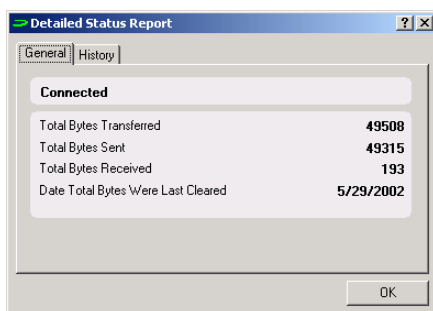 Detailed Status Report
General History
Connected
Total Bytes Transferred 49508
Total Bytes Sent 49315
Total Bytes Received 193
Date Total Bytes Were Last Cleared 5/29/2002
OK